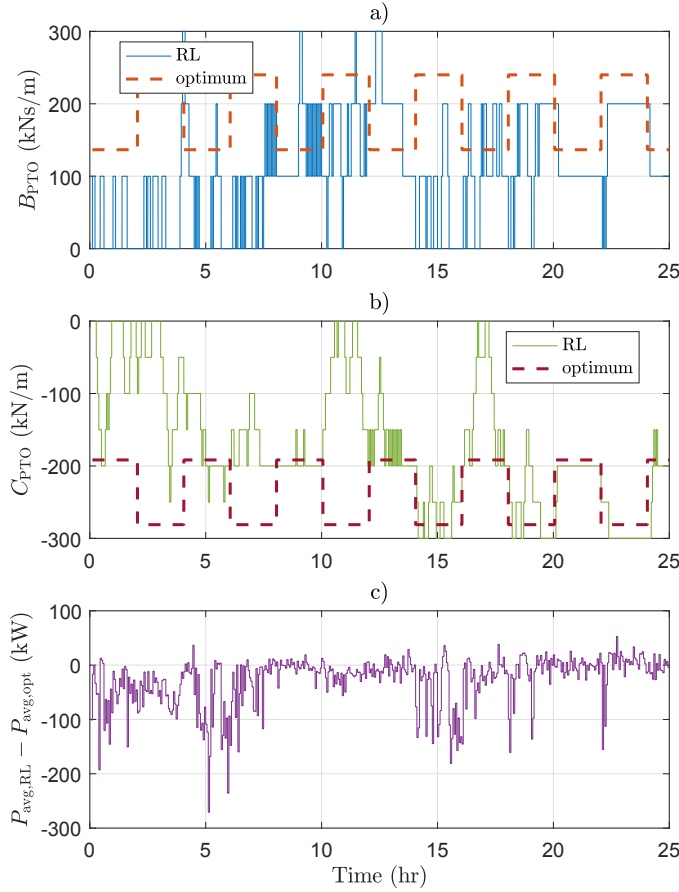 a)
300
200
100
0
B_PTO (kNs/m)
RL
optimum
0 5 10 15 20 25
b)
0
-100
-200
-300
C_PTO (kN/m)
RL
optimum
0 5 10 15 20 25
c)
100
0
-100
-200
-300
P_avg,RL − P_avg,opt (kW)
0 5 10 15 20 25
Time (hr)